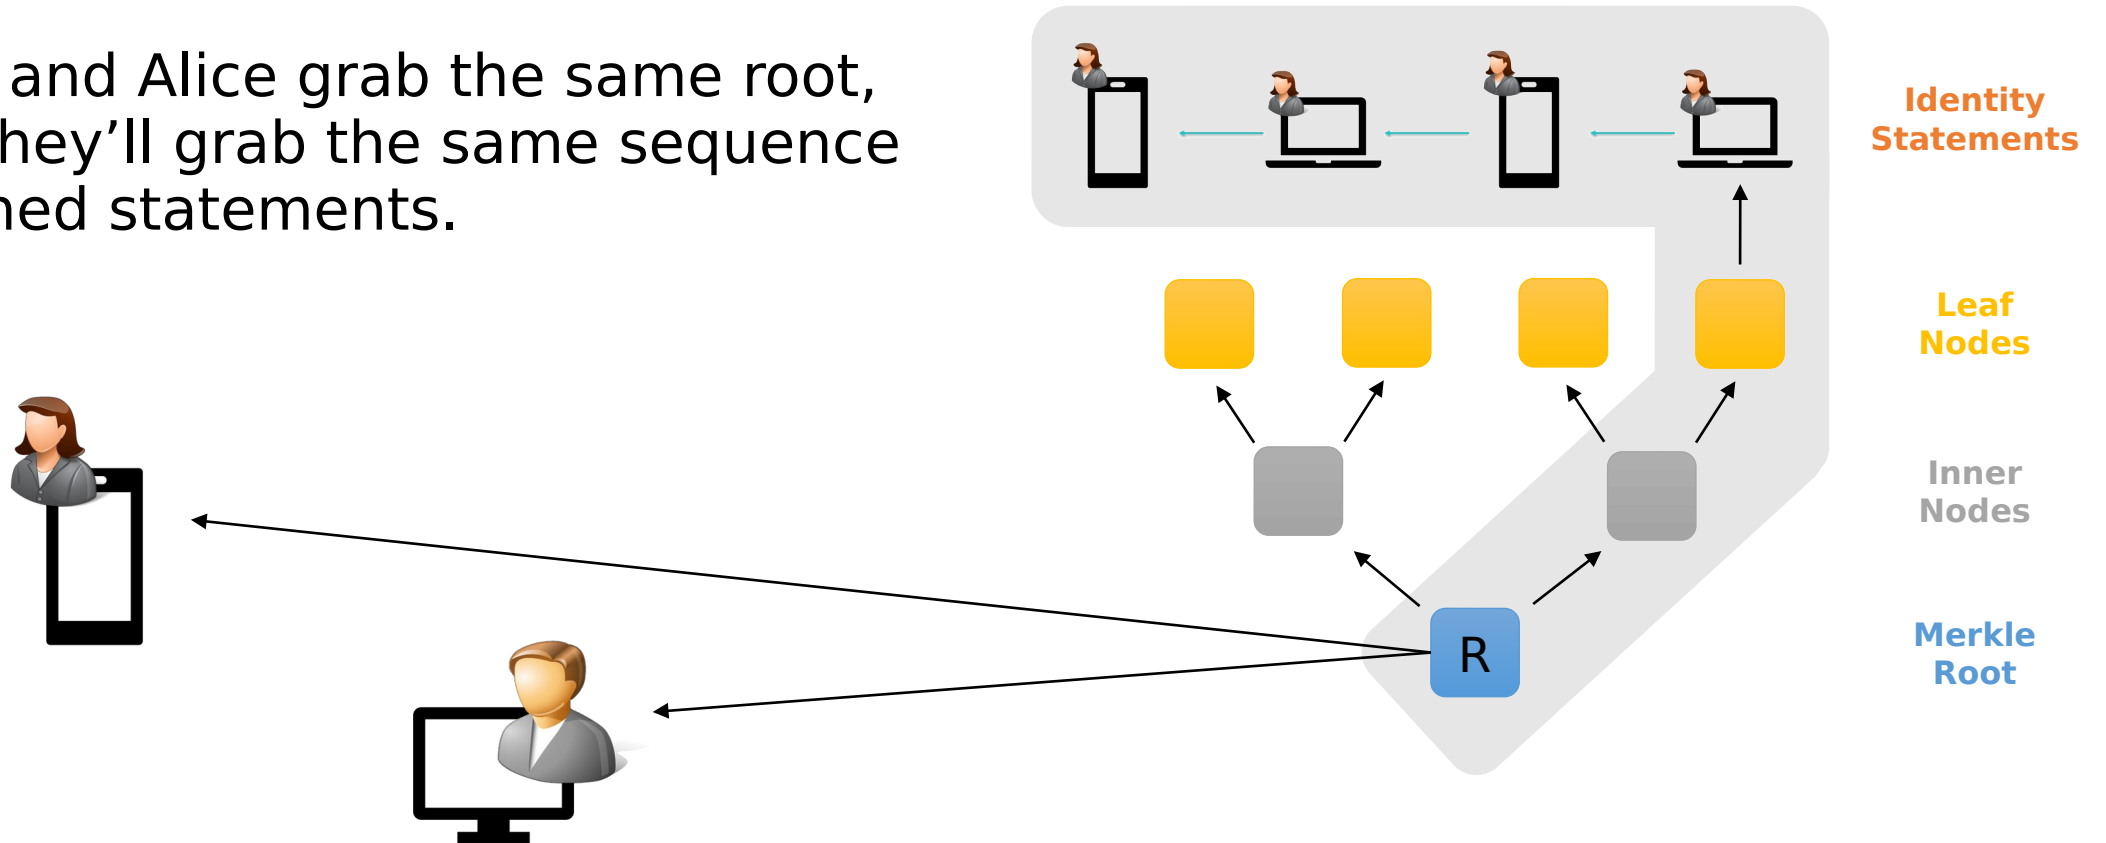 and Alice grab the same root,
hey’ll grab the same sequence
ned statements.
Identity
Statements
Leaf
Nodes
Inner
Nodes
R
Merkle
Root